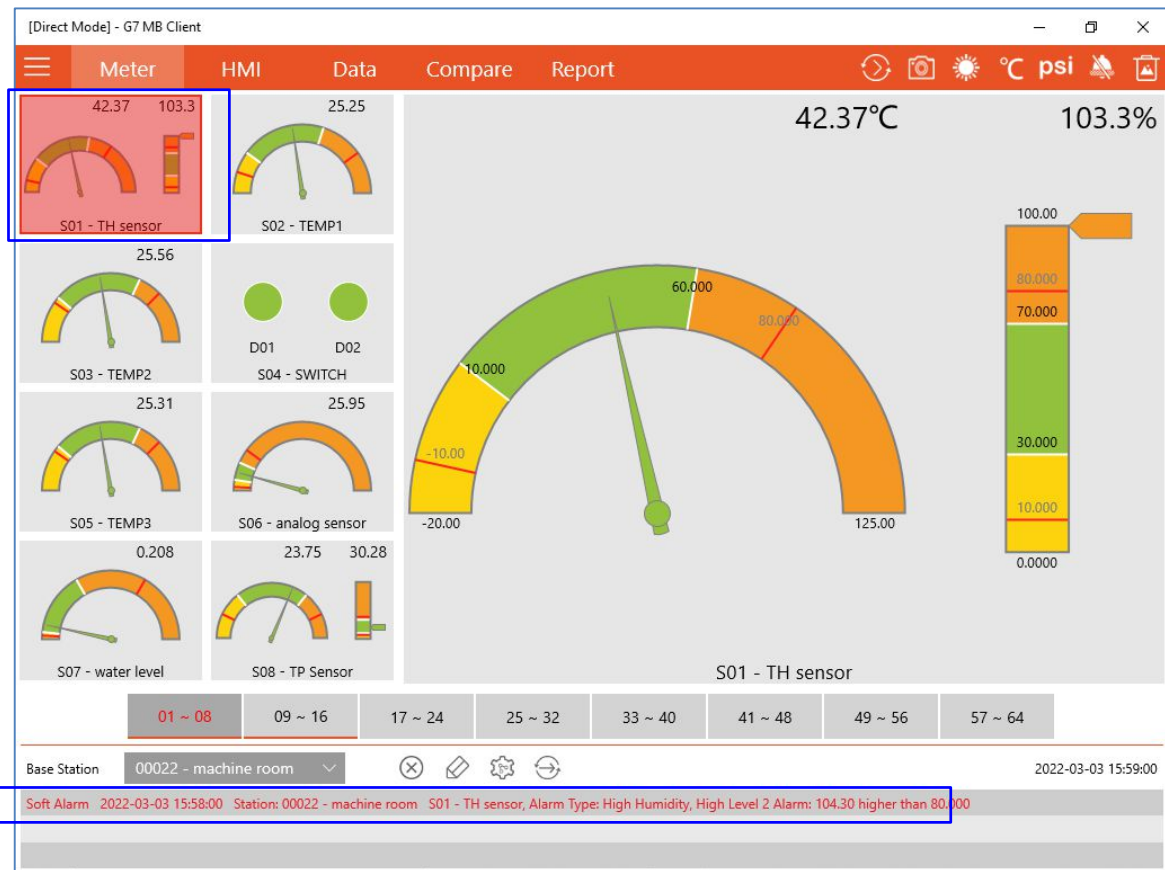 [Direct Mode] - G7 MB Client
Meter HMI Data Compare Report ℃ psi
42.37 103.3
S01 - TH sensor
25.25
S02 - TEMP1
25.56
S03 - TEMP2
D01 D02
S04 - SWITCH
25.31
S05 - TEMP3
25.95
S06 - analog sensor
0.208
S07 - water level
23.75 30.28
S08 - TP Sensor
42.37℃ 103.3%
60.000
80.000
10.000
-10.00
-20.00
125.00
100.00
80.000
70.000
30.000
10.000
0.0000
S01 - TH sensor
01 ~ 08 09 ~ 16 17 ~ 24 25 ~ 32 33 ~ 40 41 ~ 48 49 ~ 56 57 ~ 64
Base Station 00022 - machine room 2022-03-03 15:59:00
Soft Alarm 2022-03-03 15:58:00 Station: 00022 - machine room S01 - TH sensor, Alarm Type: High Humidity, High Level 2 Alarm: 104.30 higher than 80.000